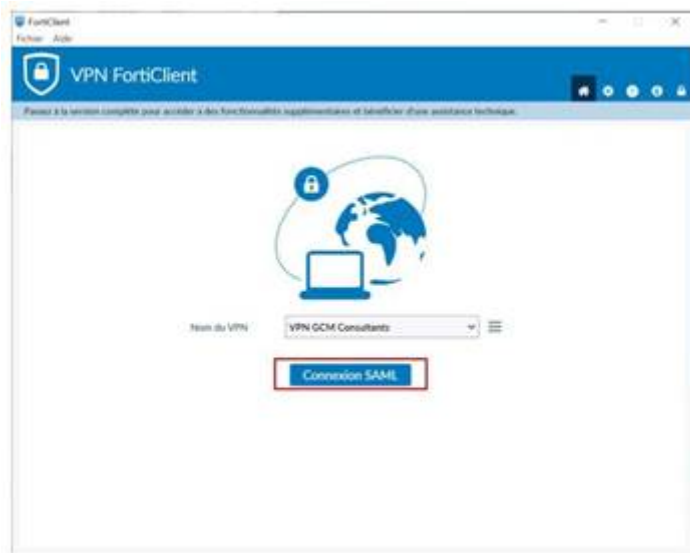 FortiClient
Fichier Aide
VPN FortiClient
Passez à la version complète pour accéder à des fonctionnalités supplémentaires et bénéficier d'une assistance technique.
Nom du VPN
VPN GCM Consultants
Connexion SAML